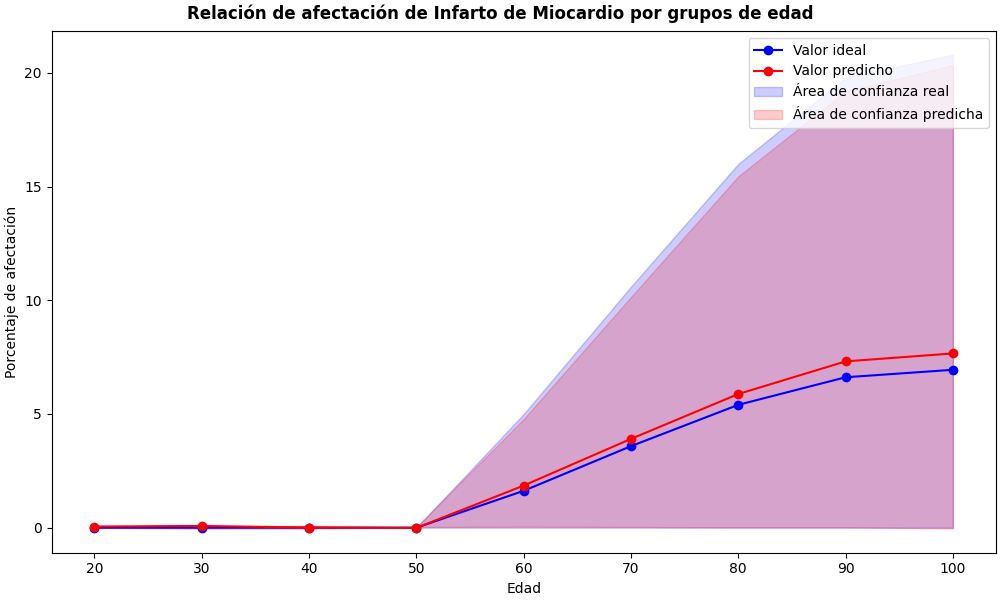 Relación de afectación de Infarto de Miocardio por grupos de edad
Valor ideal
Valor predicho
Área de confianza real
Área de confianza predicha
Porcentaje de afectación
20
15
10
5
0
20 30 40 50 60 70 80 90 100
Edad